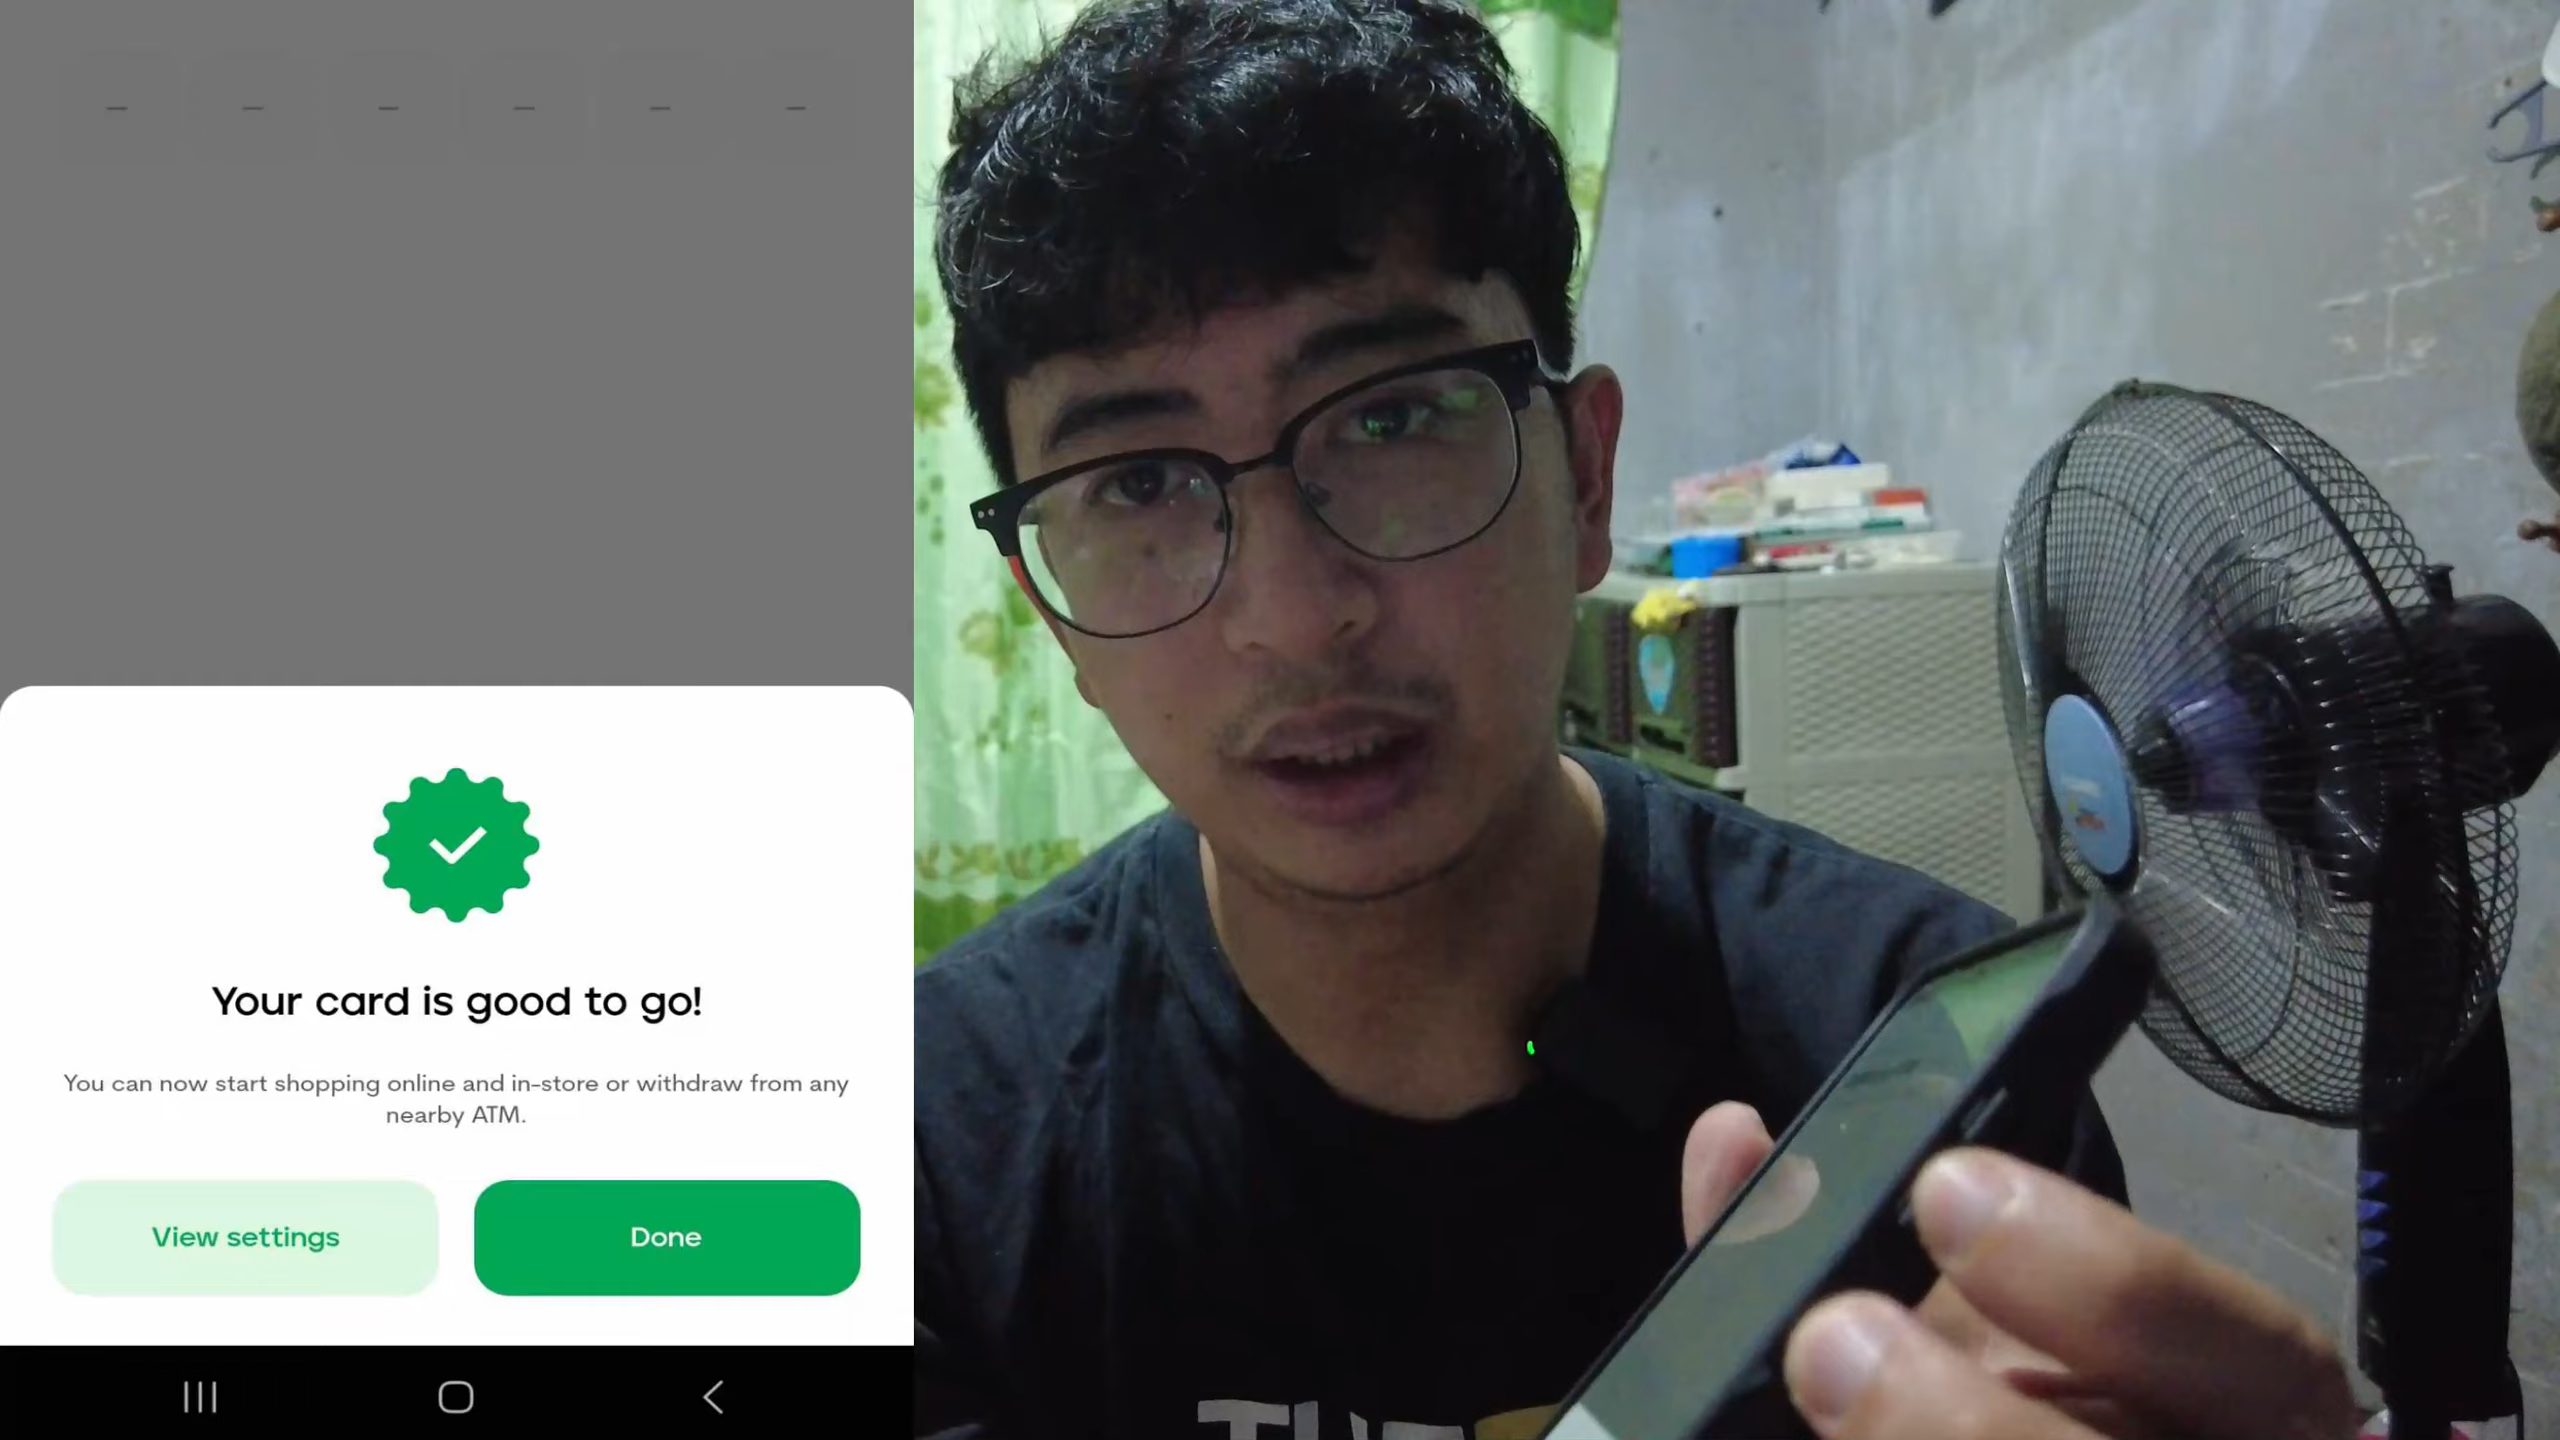 Your card is good to go!
You can now start shopping online and in-store or withdraw from any
nearby ATM.
View settings
Done